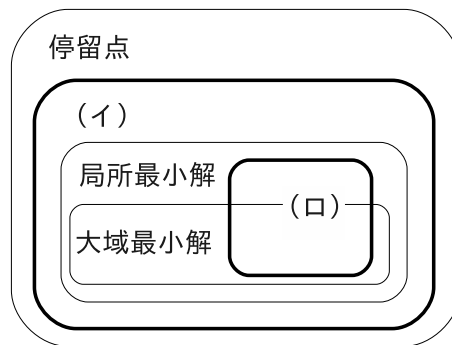 停留点
（イ）
局所最小解
（ロ）
大域最小解